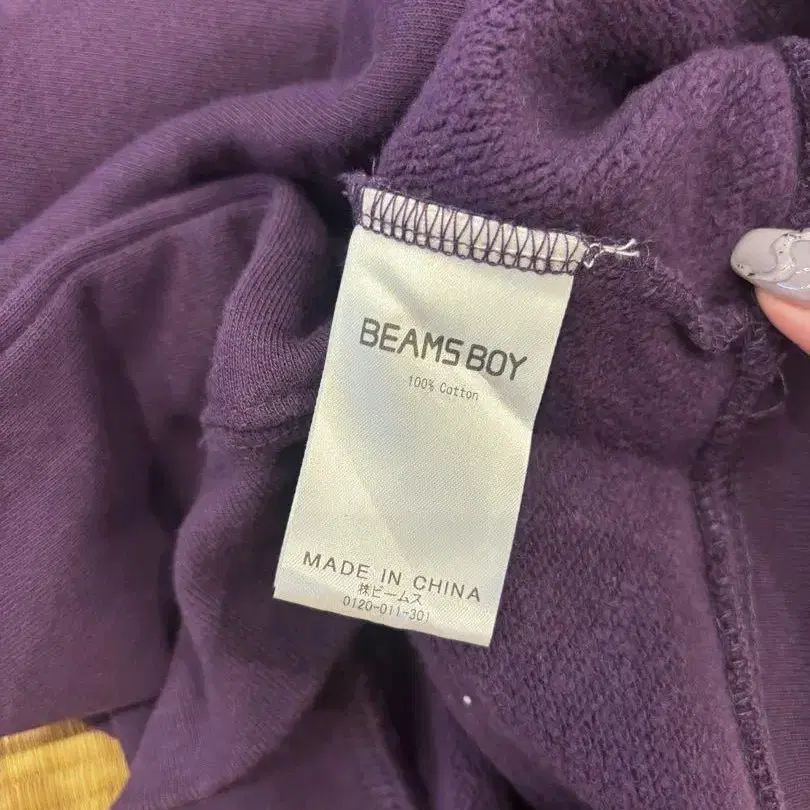 BEAMS BOY
100% Cotton
MADE IN CHINA
㈱ビームス
0120-011-301